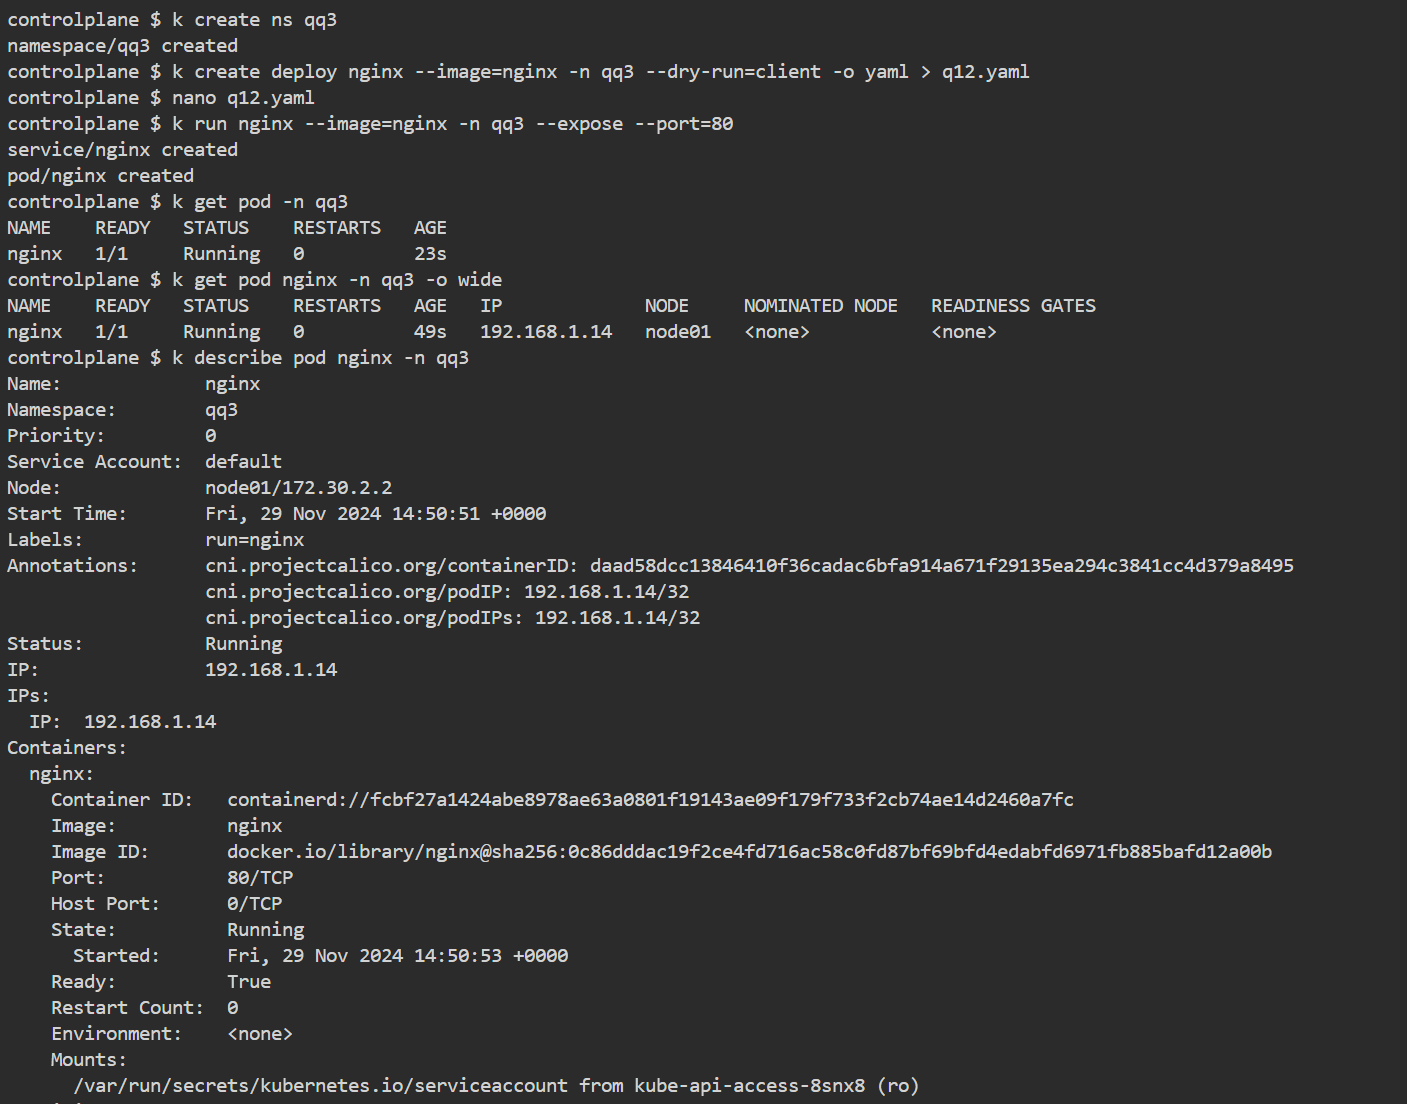 controlplane $ k create ns qq3
namespace/qq3 created
controlplane $ k create deploy nginx --image=nginx -n qq3 --dry-run=client -o yaml > q12.yaml
controlplane $ nano q12.yaml
controlplane $ k run nginx --image=nginx -n qq3 --expose --port=80
service/nginx created
pod/nginx created
controlplane $ k get pod -n qq3
NAME    READY   STATUS    RESTARTS   AGE
nginx   1/1     Running   0          23s
controlplane $ k get pod nginx -n qq3 -o wide
NAME    READY   STATUS    RESTARTS   AGE   IP             NODE     NOMINATED NODE   READINESS GATES
nginx   1/1     Running   0          49s   192.168.1.14   node01   <none>           <none>
controlplane $ k describe pod nginx -n qq3
Name:             nginx
Namespace:        qq3
Priority:         0
Service Account:  default
Node:             node01/172.30.2.2
Start Time:       Fri, 29 Nov 2024 14:50:51 +0000
Labels:           run=nginx
Annotations:      cni.projectcalico.org/containerID: daad58dcc13846410f36cadac6bfa914a671f29135ea294c3841cc4d379a8495
                  cni.projectcalico.org/podIP: 192.168.1.14/32
                  cni.projectcalico.org/podIPs: 192.168.1.14/32
Status:           Running
IP:               192.168.1.14
IPs:
  IP:  192.168.1.14
Containers:
  nginx:
    Container ID:   containerd://fcbf27a1424abe8978ae63a0801f19143ae09f179f733f2cb74ae14d2460a7fc
    Image:          nginx
    Image ID:       docker.io/library/nginx@sha256:0c86dddac19f2ce4fd716ac58c0fd87bf69bfd4edabfd6971fb885bafd12a00b
    Port:           80/TCP
    Host Port:      0/TCP
    State:          Running
      Started:      Fri, 29 Nov 2024 14:50:53 +0000
    Ready:          True
    Restart Count:  0
    Environment:    <none>
    Mounts:
      /var/run/secrets/kubernetes.io/serviceaccount from kube-api-access-8snx8 (ro)